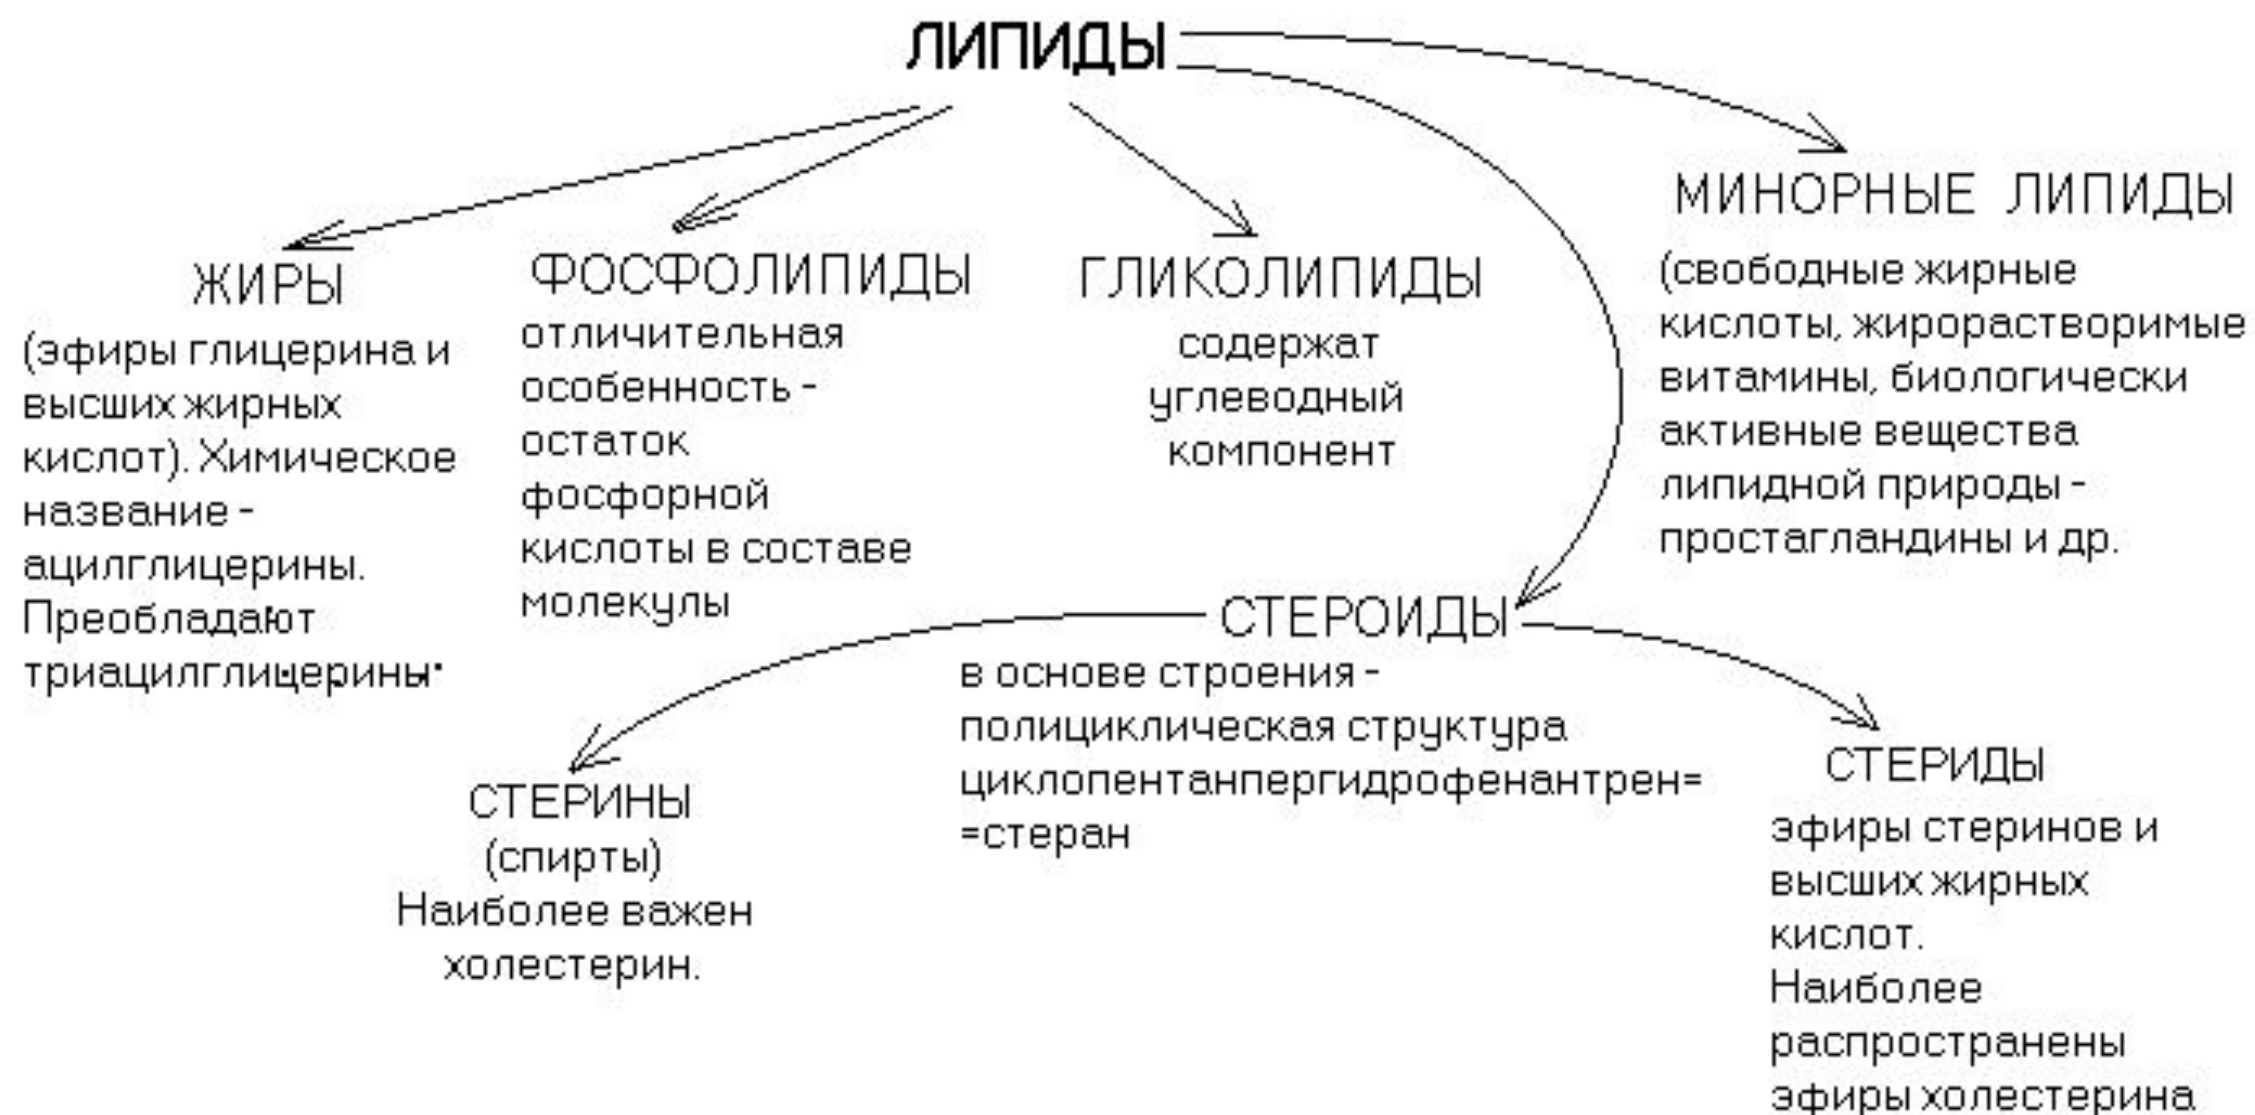 ЛИПИДЫ
ЖИРЫ
(эфиры глицерина и
высших жирных
кислот). Химическое
название -
ацилглицерины.
Преобладают
триацилглицерины
ФОСФОЛИПИДЫ
отличительная
особенность -
остаток
фосфорной
кислоты в составе
молекулы
ГЛИКОЛИПИДЫ
содержат
углеводный
компонент
МИНОРНЫЕ ЛИПИДЫ
(свободные жирные
кислоты, жирорастворимые
витамины, биологически
активные вещества
липидной природы -
простагландины и др.
СТЕРОИДЫ
в основе строения -
полициклическая структура
циклопентанпергидрофенантрен=
=стеран
СТЕРИНЫ
(спирты)
Наиболее важен
холестерин.
СТЕРИДЫ
эфиры стеринов и
высших жирных
кислот.
Наиболее
распространены
эфиры холестерина